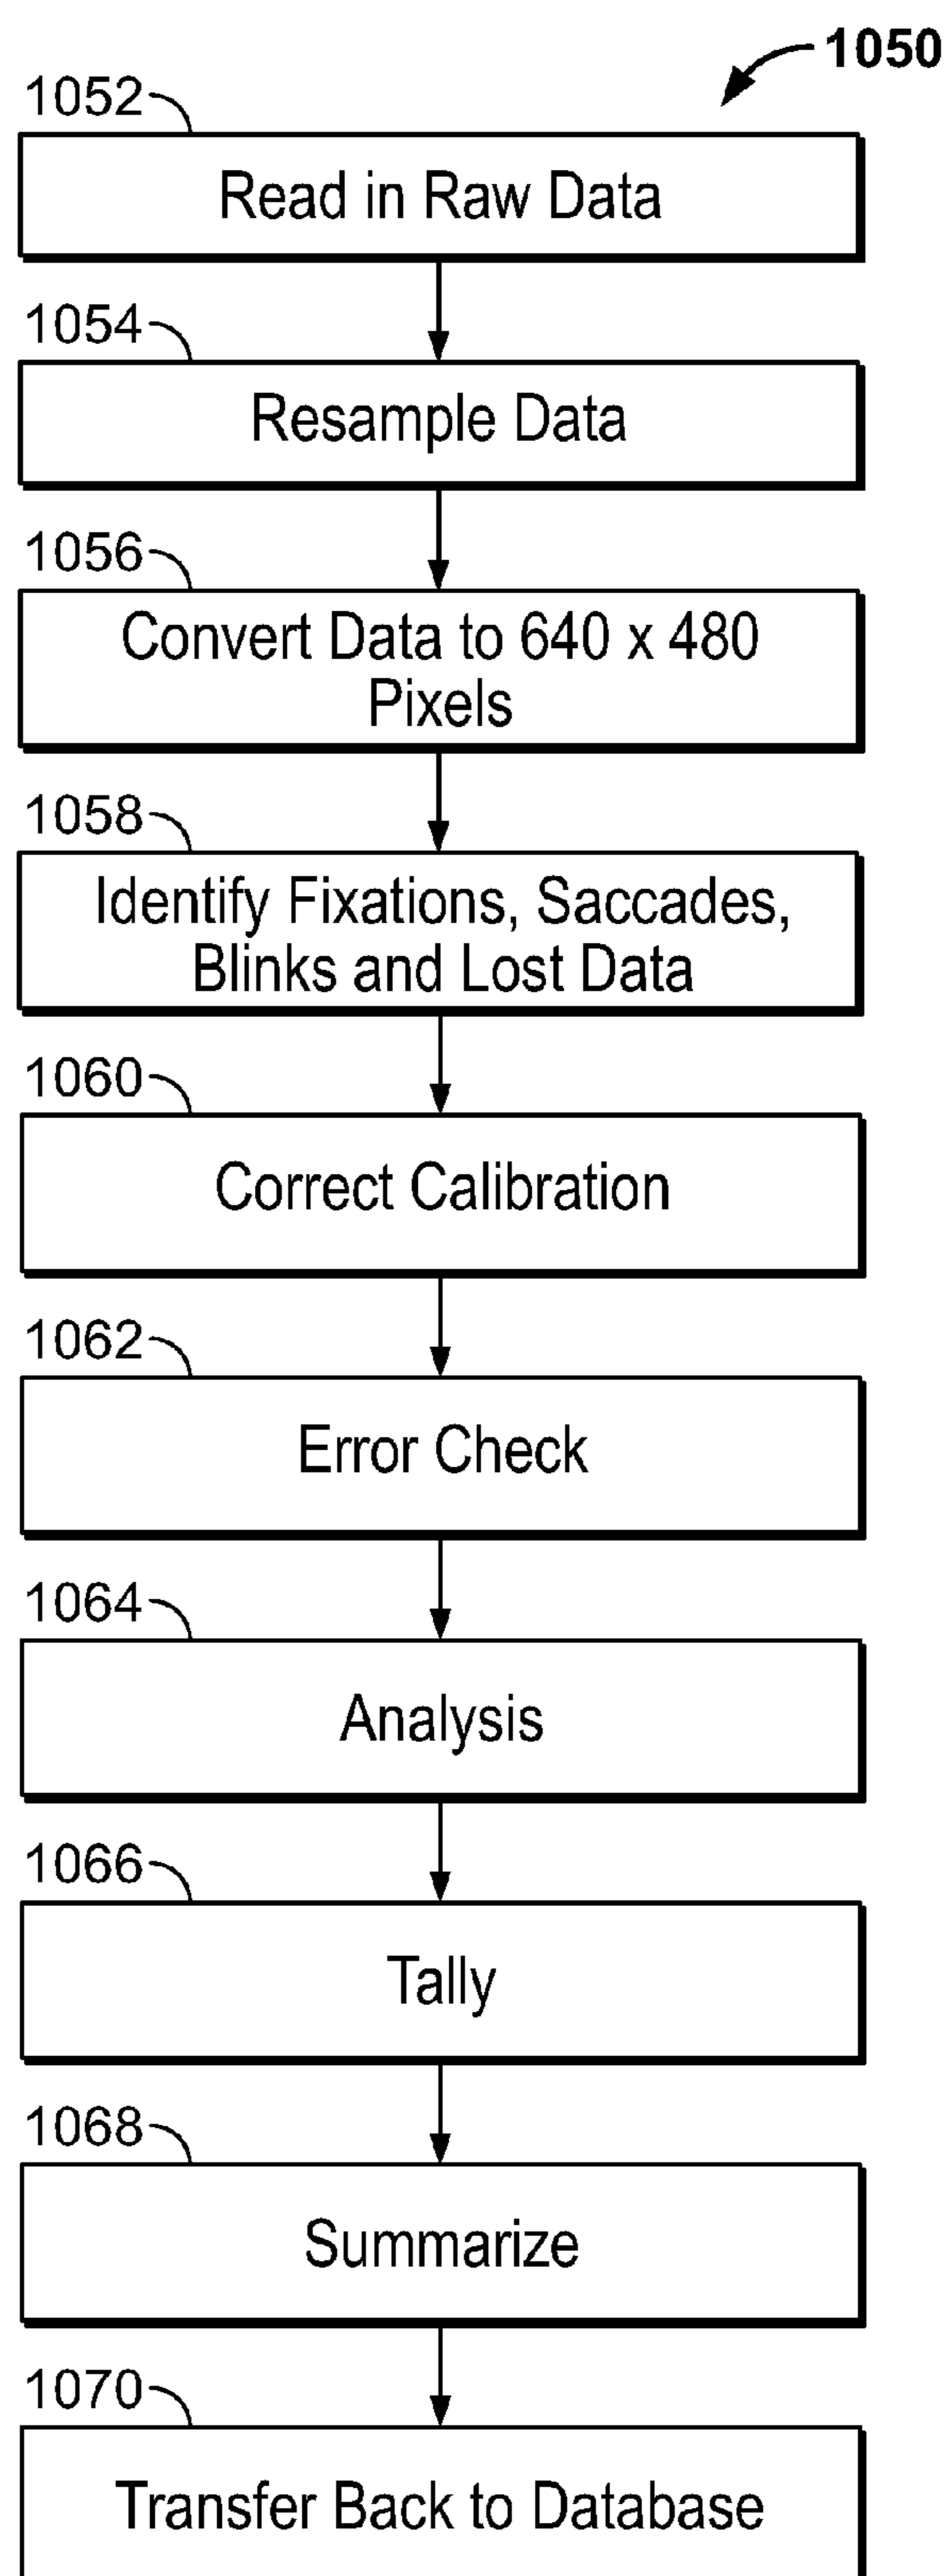 1050
1052
Read in Raw Data
1054
Resample Data
1056
Convert Data to 640 x 480
Pixels
1058
Identify Fixations, Saccades,
Blinks and Lost Data
1060
Correct Calibration
1062
Error Check
1064
Analysis
1066
Tally
1068
Summarize
1070
Transfer Back to Database